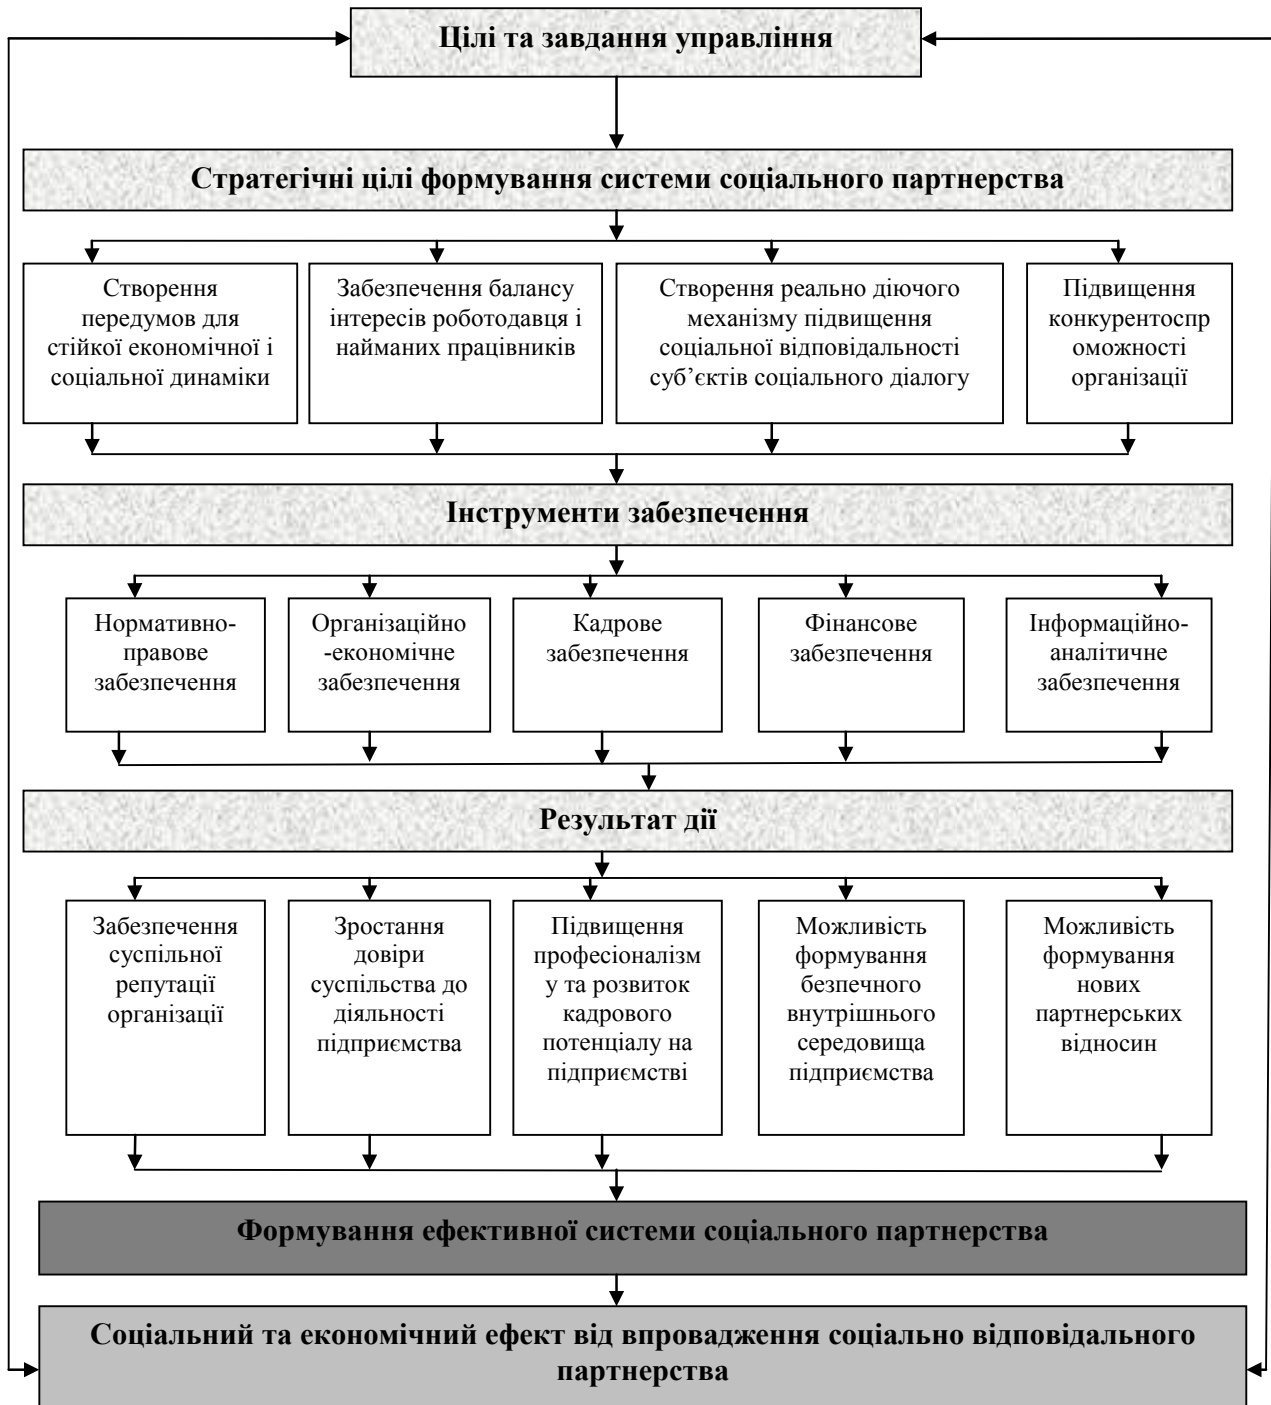 Цілі та завдання управління
Стратегічні цілі формування системи соціального партнерства
Створення
передумов для
стійкої економічної і
соціальної динаміки
Забезпечення балансу
інтересів роботодавця і
найманих працівників
Створення реально діючого
механізму підвищення
соціальної відповідальності
суб’єктів соціального діалогу
Підвищення
конкурентоспр
оможності
організації
Інструменти забезпечення
Нормативно-
правове
забезпечення
Організаційно
-економічне
забезпечення
Кадрове
забезпечення
Фінансове
забезпечення
Інформаційно-
аналітичне
забезпечення
Результат дії
Забезпечення
суспільної
репутації
організації
Зростання
довіри
суспільства до
діяльності
підприємства
Підвищення
професіоналізм
у та розвиток
кадрового
потенціалу на
підприємстві
Можливість
формування
безпечного
внутрішнього
середовища
підприємства
Можливість
формування
нових
партнерських
відносин
Формування ефективної системи соціального партнерства
Соціальний та економічний ефект від впровадження соціально відповідального
партнерства